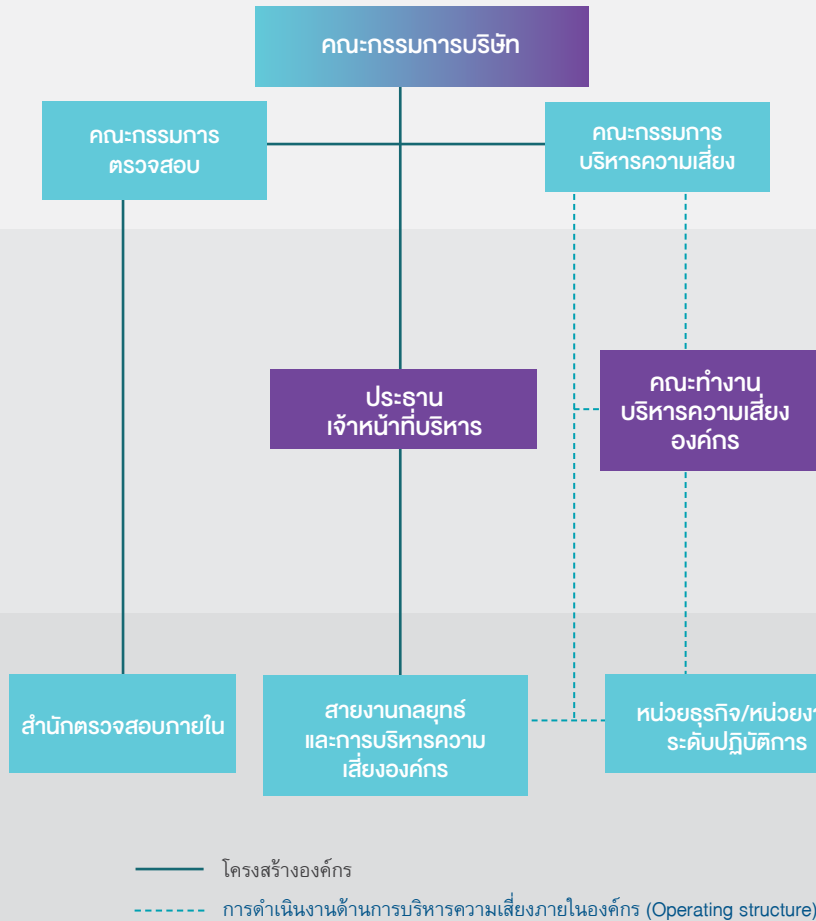 คณะกรรมการบริษัท
คณะกรรมการ
ตรวจสอบ
คณะกรรมการ
บริหารความเสี่ยง
ประธาน
เจ้าหน้าที่บริหาร
คณะทำงาน
บริหารความเสี่ยง
องค์กร
สำนักตรวจสอบภายใน
สายงานกลยุทธ์
และการบริหารความ
เสี่ยงองค์กร
หน่วยธุรกิจ/
ระดับปฏิบัติการ
โครงสร้างองค์กร
การดำเนินงานด้านการบริหารความเสี่ยงภายในองค์กร (Operating structure)